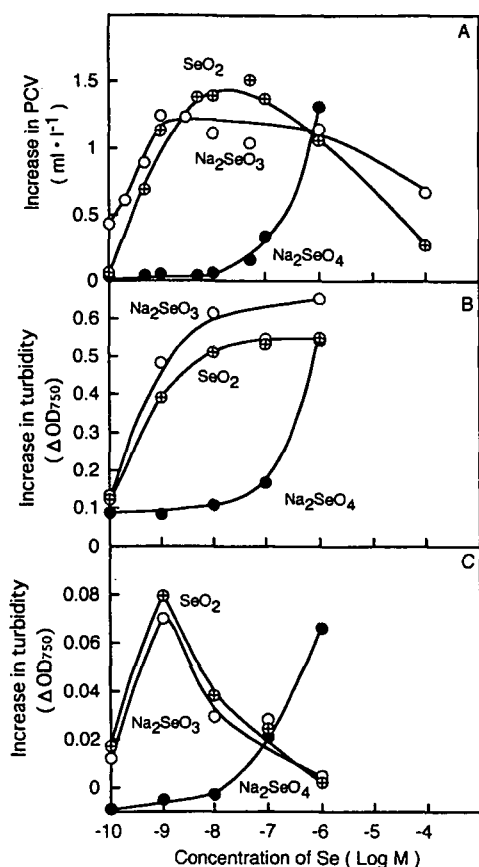 A
SeO2
1.5
1
0.5
0
Increase in PCV
( ml • l-1)
Na2SeO3
Na2SeO4
B
0.6
0.5
0.4
0.3
0.2
0.1
0
Increase in turbidity
( ΔOD750)
Na2SeO3
SeO2
Na2SeO4
C
0.08
0.06
0.04
0.02
0
Increase in turbidity
(ΔOD750)
SeO2
Na2SeO3
Na2SeO4
-10 -9 -8 -7 -6 -5 -4
Concentration of Se ( Log M )